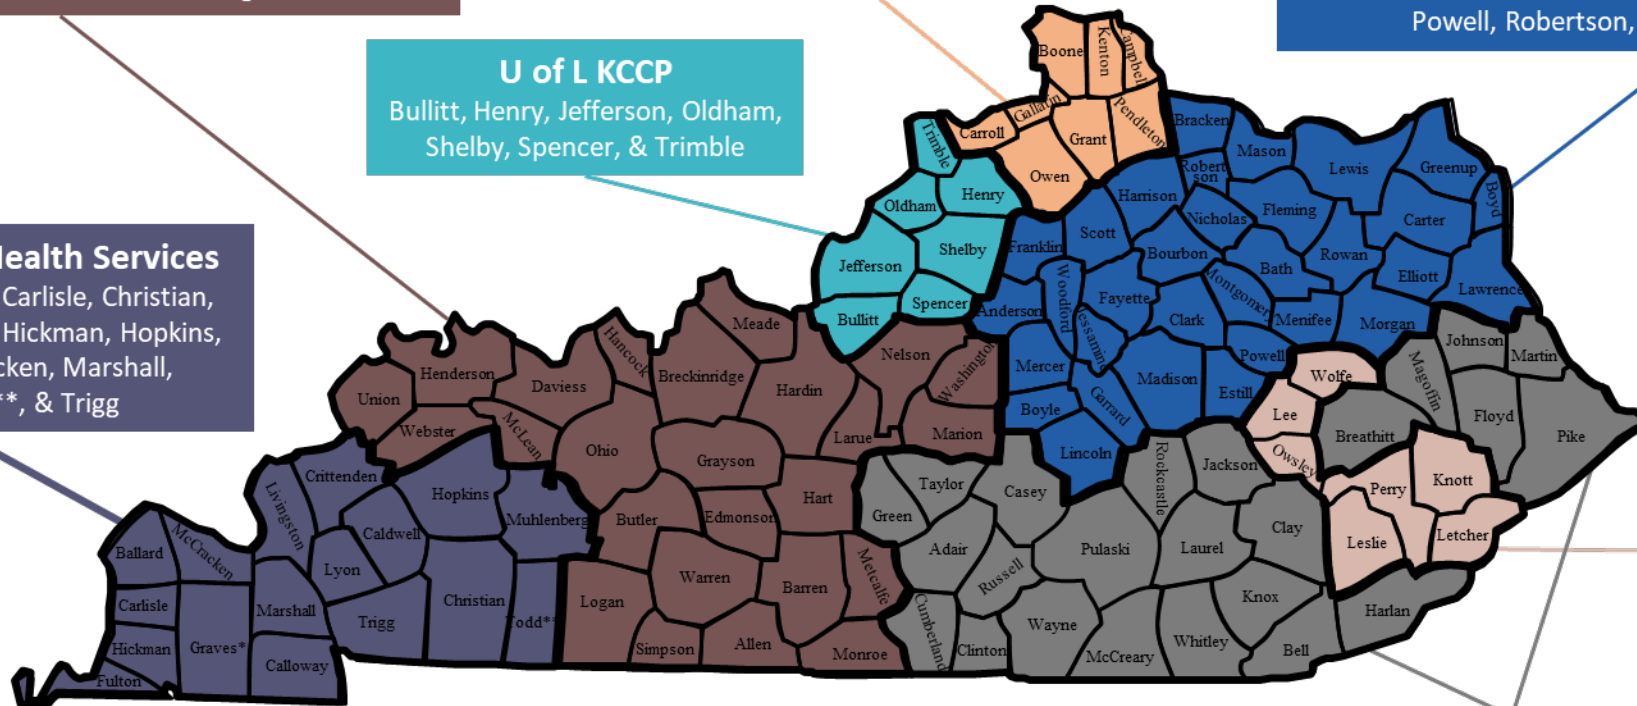 Powell, Robertson,
U of L KCCP
Bullitt, Henry, Jefferson, Oldham,
Shelby, Spencer, & Trimble
Health Services
Carlisle, Christian,
Hickman, Hopkins,
cken, Marshall,
**, & Trigg
Boone
Kenton
Campbell
Gallatin
Carroll
Grant
Pendleton
Owen
Trimble
Henry
Oldham
Shelby
Jefferson
Spencer
Bullitt
Bracken
Mason
Robert
son
Lewis
Greenup
Boyd
Harrison
Nicholas
Fleming
Carter
Franklin
Scott
Bourbon
Bath
Rowan
Elliott
Lawrence
Anderson
Woodford
Fayette
Montgomery
Clark
Menifee
Morgan
Jessamine
Mercer
Powell
Madison
Estill
Boyle
Garrard
Lincoln
Meade
Hancock
Breckinridge
Nelson
Washington
Henderson
Daviess
Hardin
Union
Webster
McLean
Ohio
Grayson
Larue
Marion
Hart
Butler
Edmonson
Warren
Barren
Metcalfe
Logan
Simpson
Allen
Monroe
Crittenden
Livingston
Hopkins
Caldwell
Muhlenberg
Ballard
McCracken
Lyon
Carlisle
Marshall
Trigg
Christian
Todd**
Hickman
Graves*
Calloway
Fulton
Johnson
Martin
Magoffin
Floyd
Pike
Wolfe
Lee
Breathitt
Owsley
Perry
Knott
Leslie
Letcher
Taylor
Casey
Rockcastle
Jackson
Green
Adair
Pulaski
Laurel
Clay
Russell
Knox
Harlan
Cumberland
Clinton
Wayne
McCreary
Whitley
Bell